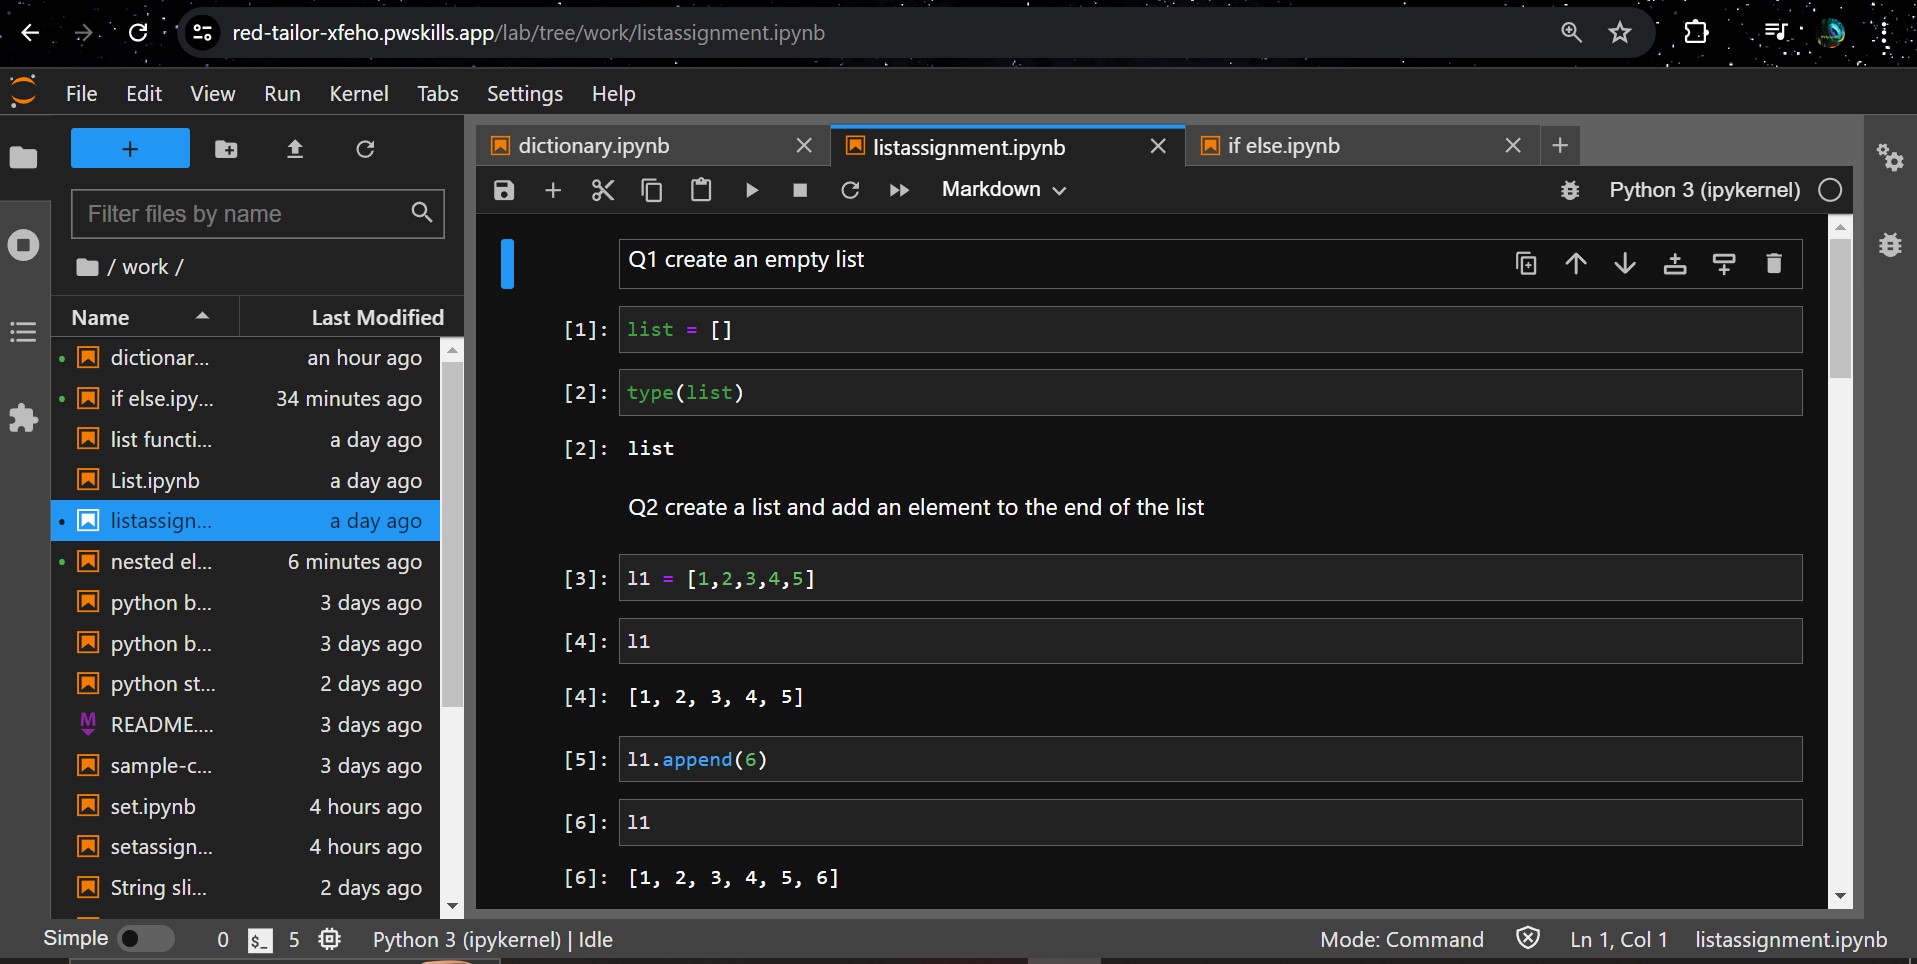 red-tailor-xfeho.pwskills.app/lab/tree/work/listassignment.ipynb
File Edit View Run Kernel Tabs Settings Help
Filter files by name
/ work /
Name Last Modified
dictionar... an hour ago
if else.ipy... 34 minutes ago
list functi... a day ago
List.ipynb a day ago
listassign... a day ago
nested el... 6 minutes ago
python b... 3 days ago
python b... 3 days ago
python st... 2 days ago
README.... 3 days ago
sample-c... 3 days ago
set.ipynb 4 hours ago
setassign... 4 hours ago
String sli... 2 days ago
dictionary.ipynb listassignment.ipynb if else.ipynb
Markdown Python 3 (ipykernel)
Q1 create an empty list
[1]: list = []
[2]: type(list)
[2]: list
Q2 create a list and add an element to the end of the list
[3]: l1 = [1,2,3,4,5]
[4]: l1
[4]: [1, 2, 3, 4, 5]
[5]: l1.append(6)
[6]: l1
[6]: [1, 2, 3, 4, 5, 6]
Simple 0 $_ 5 Python 3 (ipykernel) | Idle Mode: Command Ln 1, Col 1 listassignment.ipynb